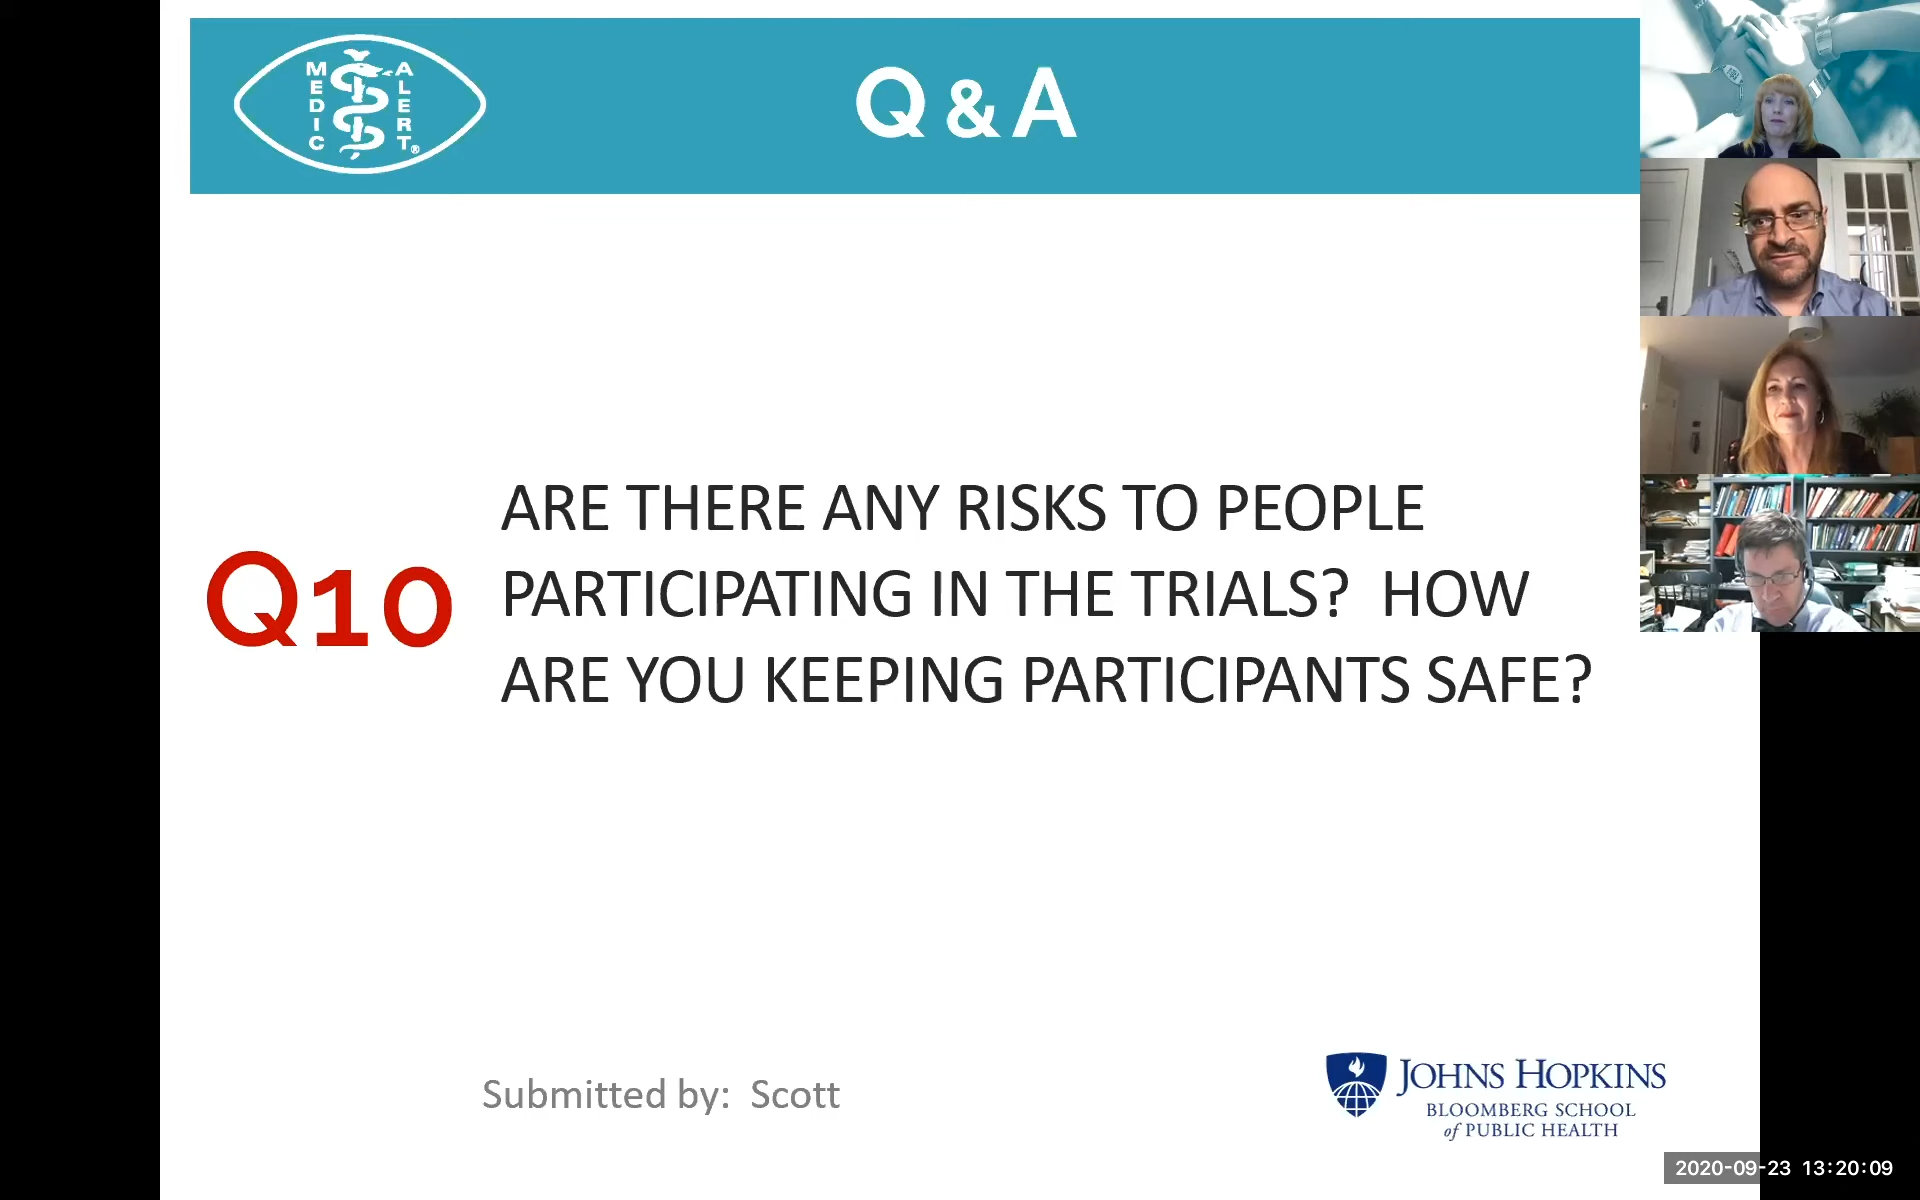 MEDIC
ALERT®
Q & A
Q10
ARE THERE ANY RISKS TO PEOPLE
PARTICIPATING IN THE TRIALS?  HOW
ARE YOU KEEPING PARTICIPANTS SAFE?
Submitted by:  Scott
JOHNS HOPKINS
BLOOMBERG SCHOOL
of PUBLIC HEALTH
2020-09-23 13:20:09